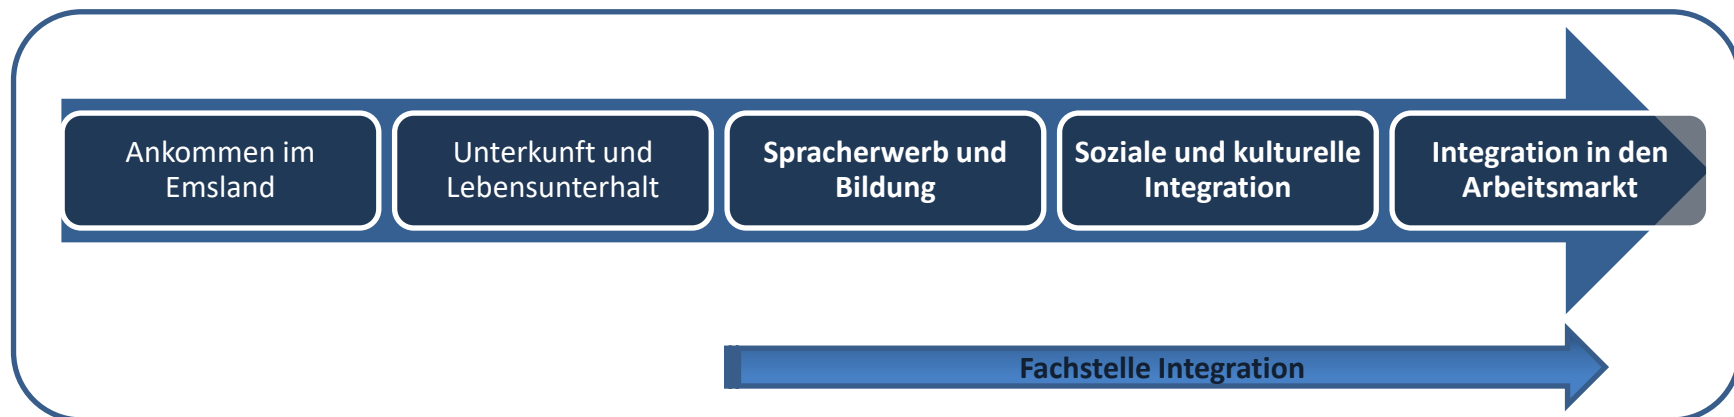 Ankommen im
Emsland
Unterkunft und
Lebensunterhalt
Spracherwerb und
Bildung
Soziale und kulturelle
Integration
Integration in den
Arbeitsmarkt
Fachstelle Integration